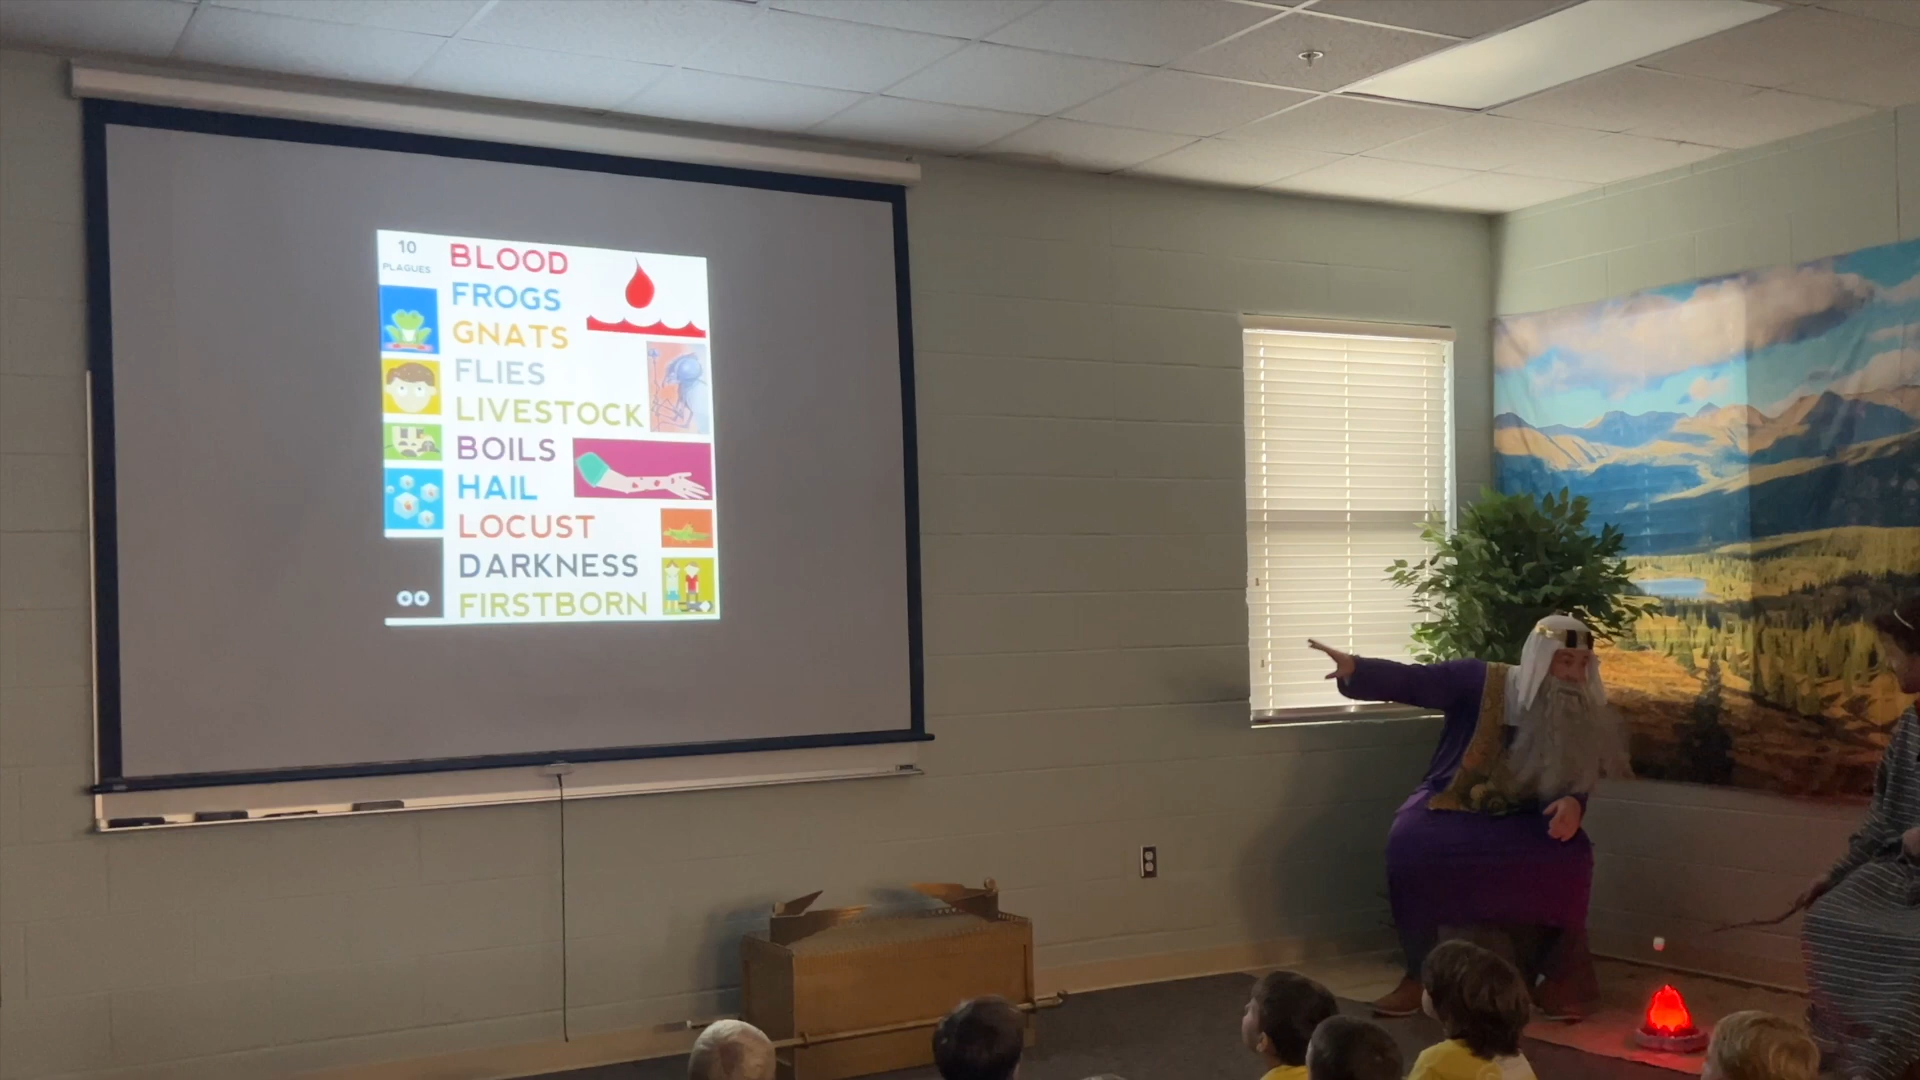 10
PLAGUES
BLOOD
FROGS
GNATS
FLIES
LIVESTOCK
BOILS
HAIL
LOCUST
DARKNESS
FIRSTBORN